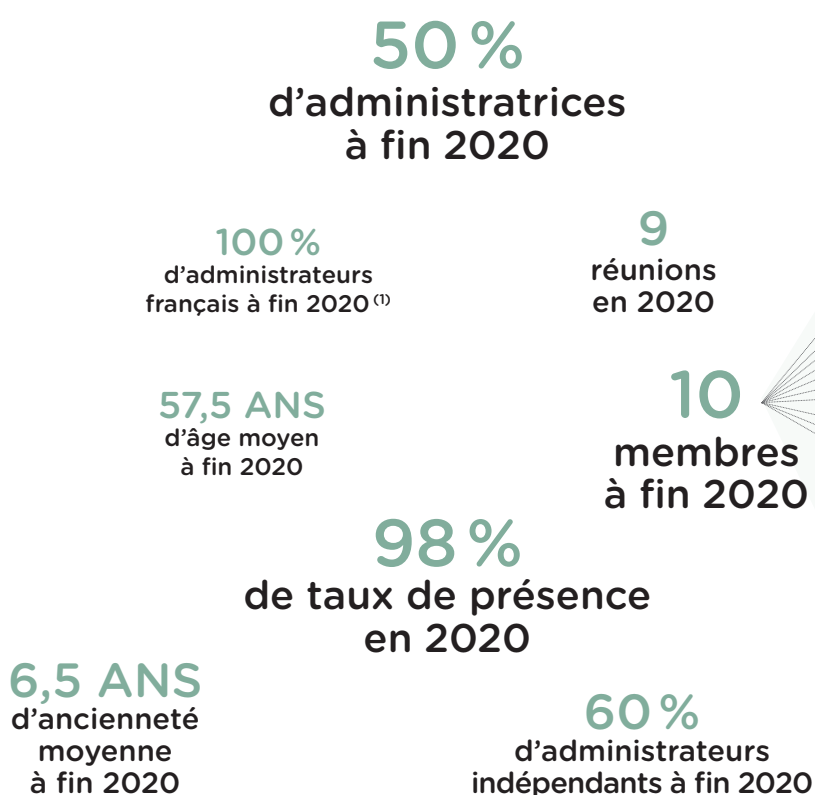 50 %
d’administratrices
à fin 2020
100 %
d’administrateurs
français à fin 2020 (1)
9
réunions
en 2020
57,5 ANS
d’âge moyen
à fin 2020
10
membres
à fin 2020
98 %
de taux de présence
en 2020
6,5 ANS
d’ancienneté
moyenne
à fin 2020
60 %
d’administrateurs
indépendants à fin 2020